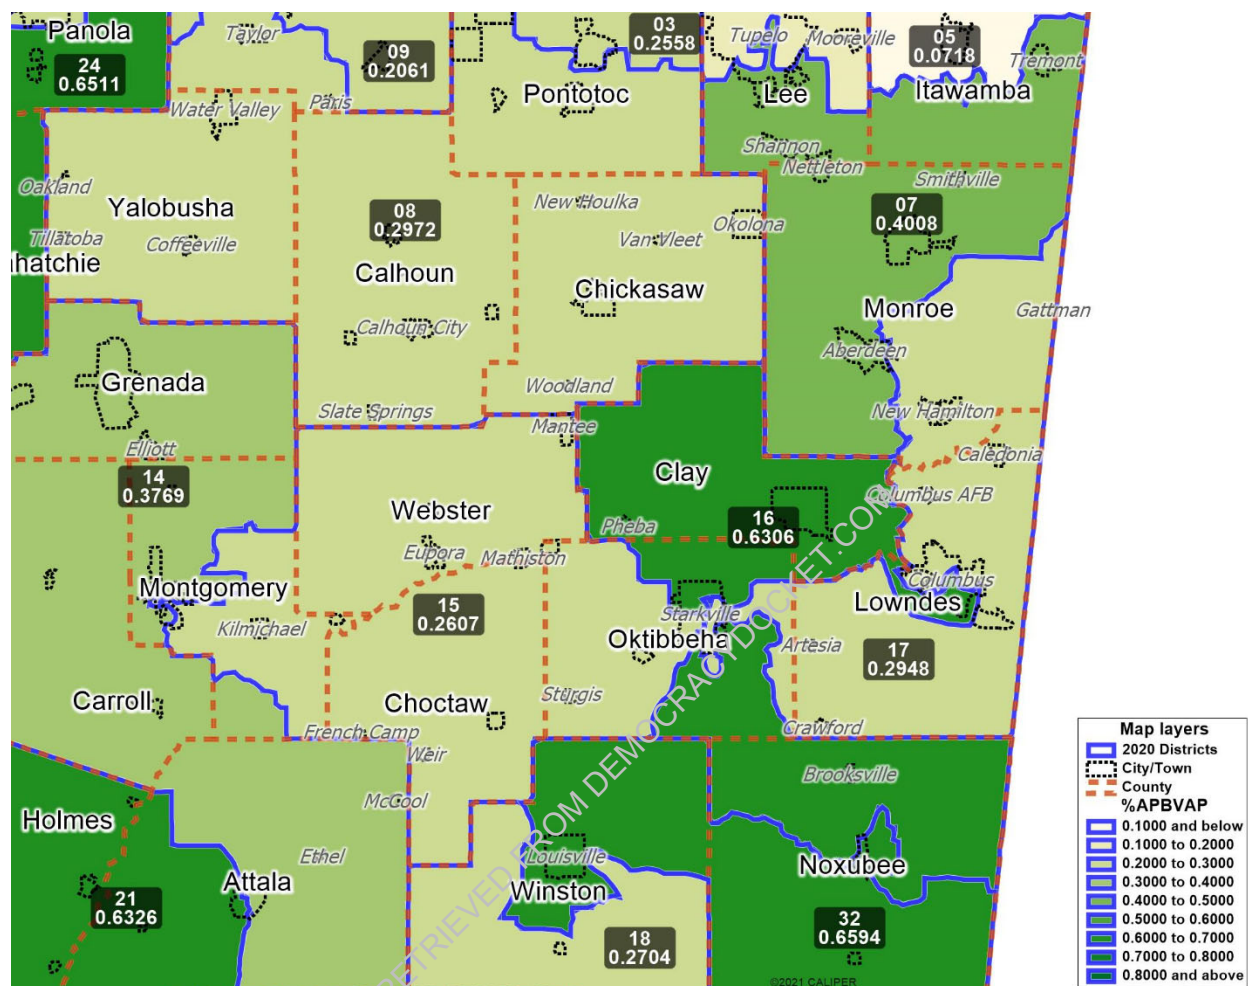 Panola
Taylor
03
0.2558
Tupelo
Mooreville
05
0.0718
Tremont
24
0.6511
09
0.2061
Pontotoc
Lee
Itawamba
Water Valley
Paris
Shannon
Nettleton
Smithville
Oakland
Yalobusha
08
0.2972
New Houlka
Okolona
07
0.4008
Tillatoba
Coffeeville
Van Vleet
hatchie
Calhoun
Chickasaw
Monroe
Gattman
Calhoun City
Aberdeen
Grenada
Woodland
Slate Springs
Mantee
New Hamilton
Elliott
Caledonia
14
0.3769
Clay
Columbus AFB
Webster
Pheba
16
0.6306
Eupora
Mathiston
Montgomery
Columbus
Kilmichael
15
0.2607
Starkville
Lowndes
Oktibbeha
Artesia
17
0.2948
Carroll
Choctaw
Sturgis
French Camp
Crawford
Weir
Brooksville
McCool
Holmes
Ethel
Louisville
Noxubee
Attala
Winston
21
0.6326
32
0.6594
18
0.2704
©2021 CALIPER
RETRIEVED FROM DEMOCRACYDOCKET.COM
Map layers
2020 Districts
City/Town
County
%APBVAP
0.1000 and below
0.1000 to 0.2000
0.2000 to 0.3000
0.3000 to 0.4000
0.4000 to 0.5000
0.5000 to 0.6000
0.6000 to 0.7000
0.7000 to 0.8000
0.8000 and above